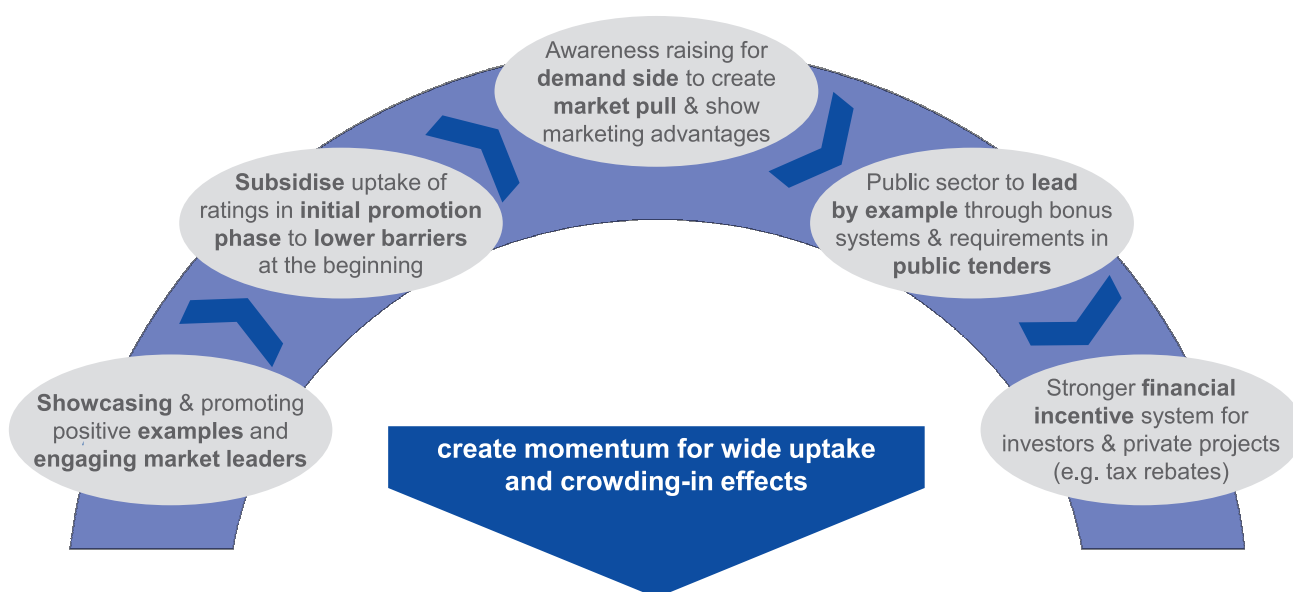 Showcasing & promoting
positive examples and
engaging market leaders
Subsidise uptake of
ratings in initial promotion
phase to lower barriers
at the beginning
Awareness raising for
demand side to create
market pull & show
marketing advantages
Public sector to lead
by example through bonus
systems & requirements in
public tenders
Stronger financial
incentive system for
investors & private projects
(e.g. tax rebates)
create momentum for wide uptake
and crowding-in effects